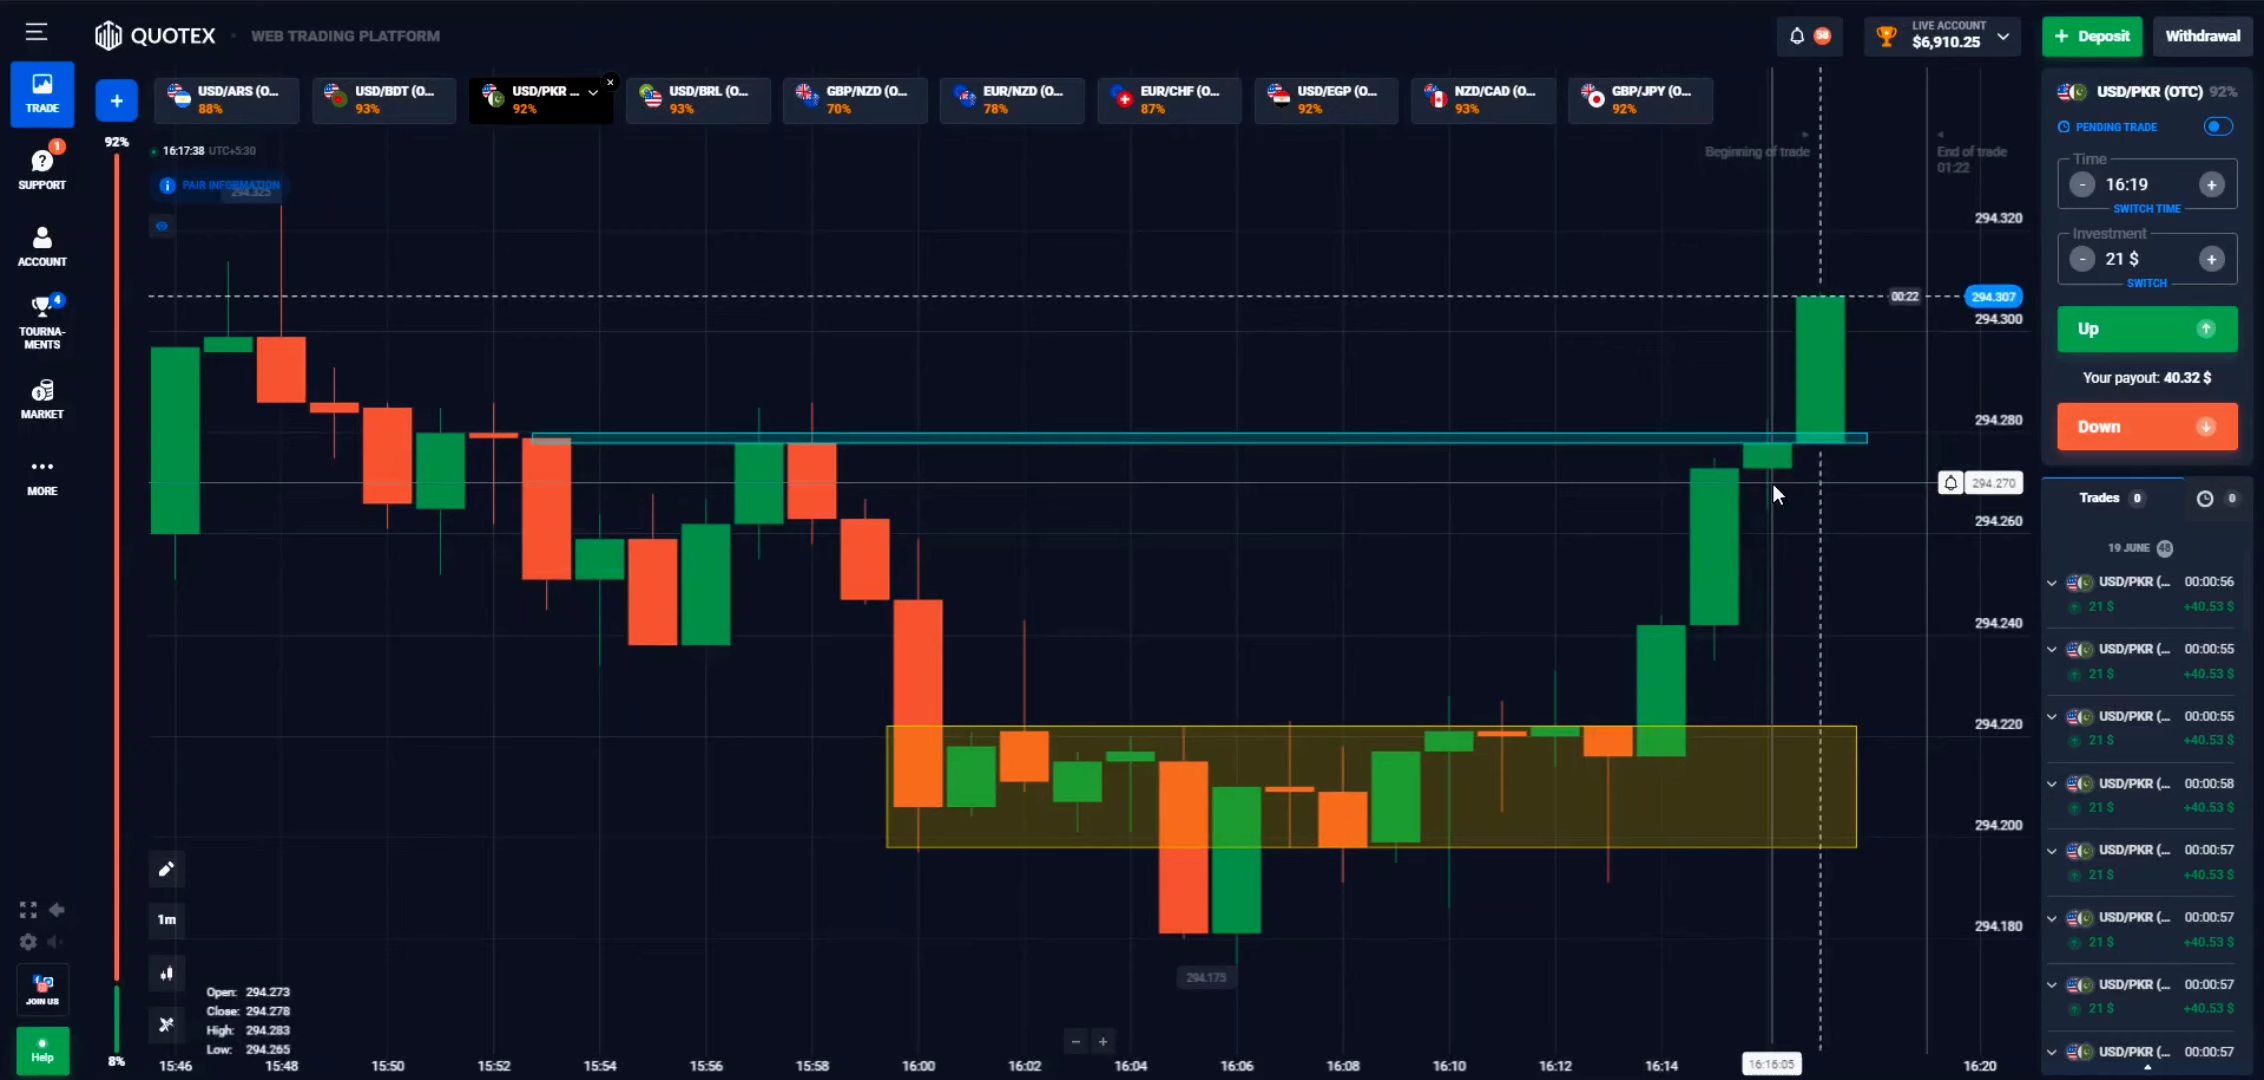 QUOTEX
WEB TRADING PLATFORM
58
LIVE ACCOUNT
$6,910.25
+ Deposit
Withdrawal
TRADE
+
USD/ARS (O...
88%
USD/BDT (O...
93%
USD/PKR ...
92%
USD/BRL (O...
93%
GBP/NZD (O...
70%
EUR/NZD (O...
78%
EUR/CHF (O...
87%
USD/EGP (O...
92%
NZD/CAD (O...
93%
GBP/JPY (O...
92%
1
SUPPORT
ACCOUNT
4
TOURNA-
MENTS
MARKET
MORE
JOIN US
Help
92%
8%
16:17:38 UTC+5:30
PAIR INFORMATION
294.325
Beginning of trade
End of trade
01:22
294.320
00:22
294.307
294.300
294.280
294.270
294.260
294.240
294.220
294.200
294.180
294.175
1m
Open: 294.273
Close: 294.278
High: 294.283
Low: 294.265
- +
15:46 15:48 15:50 15:52 15:54 15:56 15:58 16:00 16:02 16:04 16:06 16:08 16:10 16:12 16:14 16:16:05 16:20
USD/PKR (OTC) 92%
PENDING TRADE
Time
- 16:19 +
SWITCH TIME
Investment
- 21 $ +
SWITCH
Up
Your payout: 40.32 $
Down
Trades 0
0
19 JUNE 48
USD/PKR (... 00:00:56
21 $ +40.53 $
USD/PKR (... 00:00:55
21 $ +40.53 $
USD/PKR (... 00:00:55
21 $ +40.53 $
USD/PKR (... 00:00:58
21 $ +40.53 $
USD/PKR (... 00:00:57
21 $ +40.53 $
USD/PKR (... 00:00:57
21 $ +40.53 $
USD/PKR (... 00:00:57
21 $ +40.53 $
USD/PKR (... 00:00:57